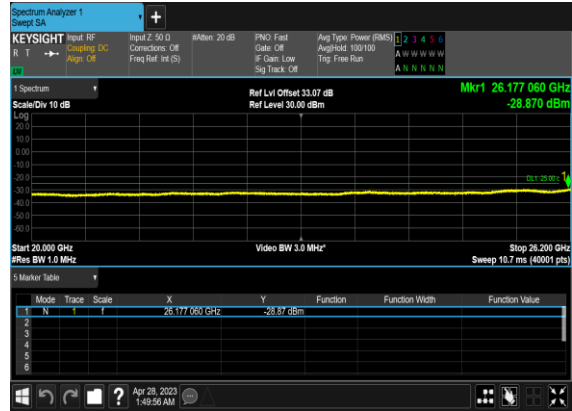 Spectrum Analyzer 1
Swept SA
+
KEYSIGHT Input: RF Input Z: 50 Ω #Atten: 20 dB PNO: Fast Avg Type: Power (RMS) 1 2 3 4 5 6
R T Coupling: DC Corrections: Off Gate: Off Avg|Hold: 100/100 A W W W W W
Align: Off Freq Ref: Int (S) IF Gain: Low Trig: Free Run
LW Sig Track: Off A N N N N N
1 Spectrum Ref Lvl Offset 33.07 dB Mkr1 26.177 060 GHz
Scale/Div 10 dB Ref Level 30.00 dBm -28.870 dBm
Log
20.0
10.0
0.00
-10.0
-20.0 1
-30.0
-40.0
-50.0
-60.0
Start 20.000 GHz Video BW 3.0 MHz* Stop 26.200 GHz
#Res BW 1.0 MHz Sweep 10.7 ms (40001 pts)
5 Marker Table
Mode Trace Scale X Y Function Function Width Function Value
1 N 1 f 26.177 060 GHz -28.87 dBm
2
3
4
5
6
? Apr 28, 2023
1:49:56 AM